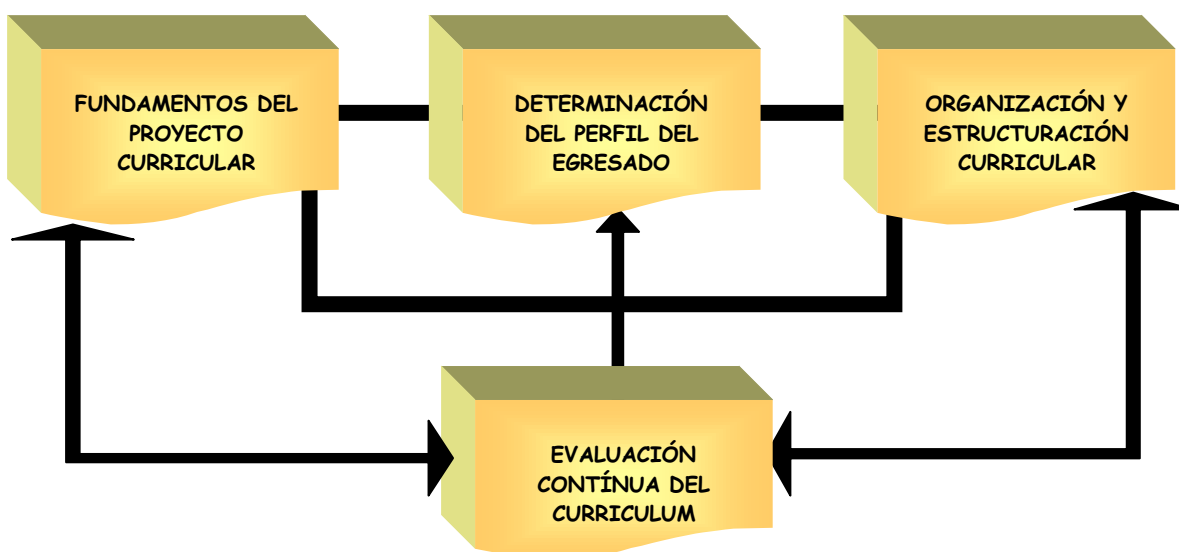 FUNDAMENTOS DEL
PROYECTO
CURRICULAR
DETERMINACIÓN
DEL PERFIL DEL
EGRESADO
ORGANIZACIÓN Y
ESTRUCTURACIÓN
CURRICULAR
EVALUACIÓN
CONTÍNUA DEL
CURRICULUM